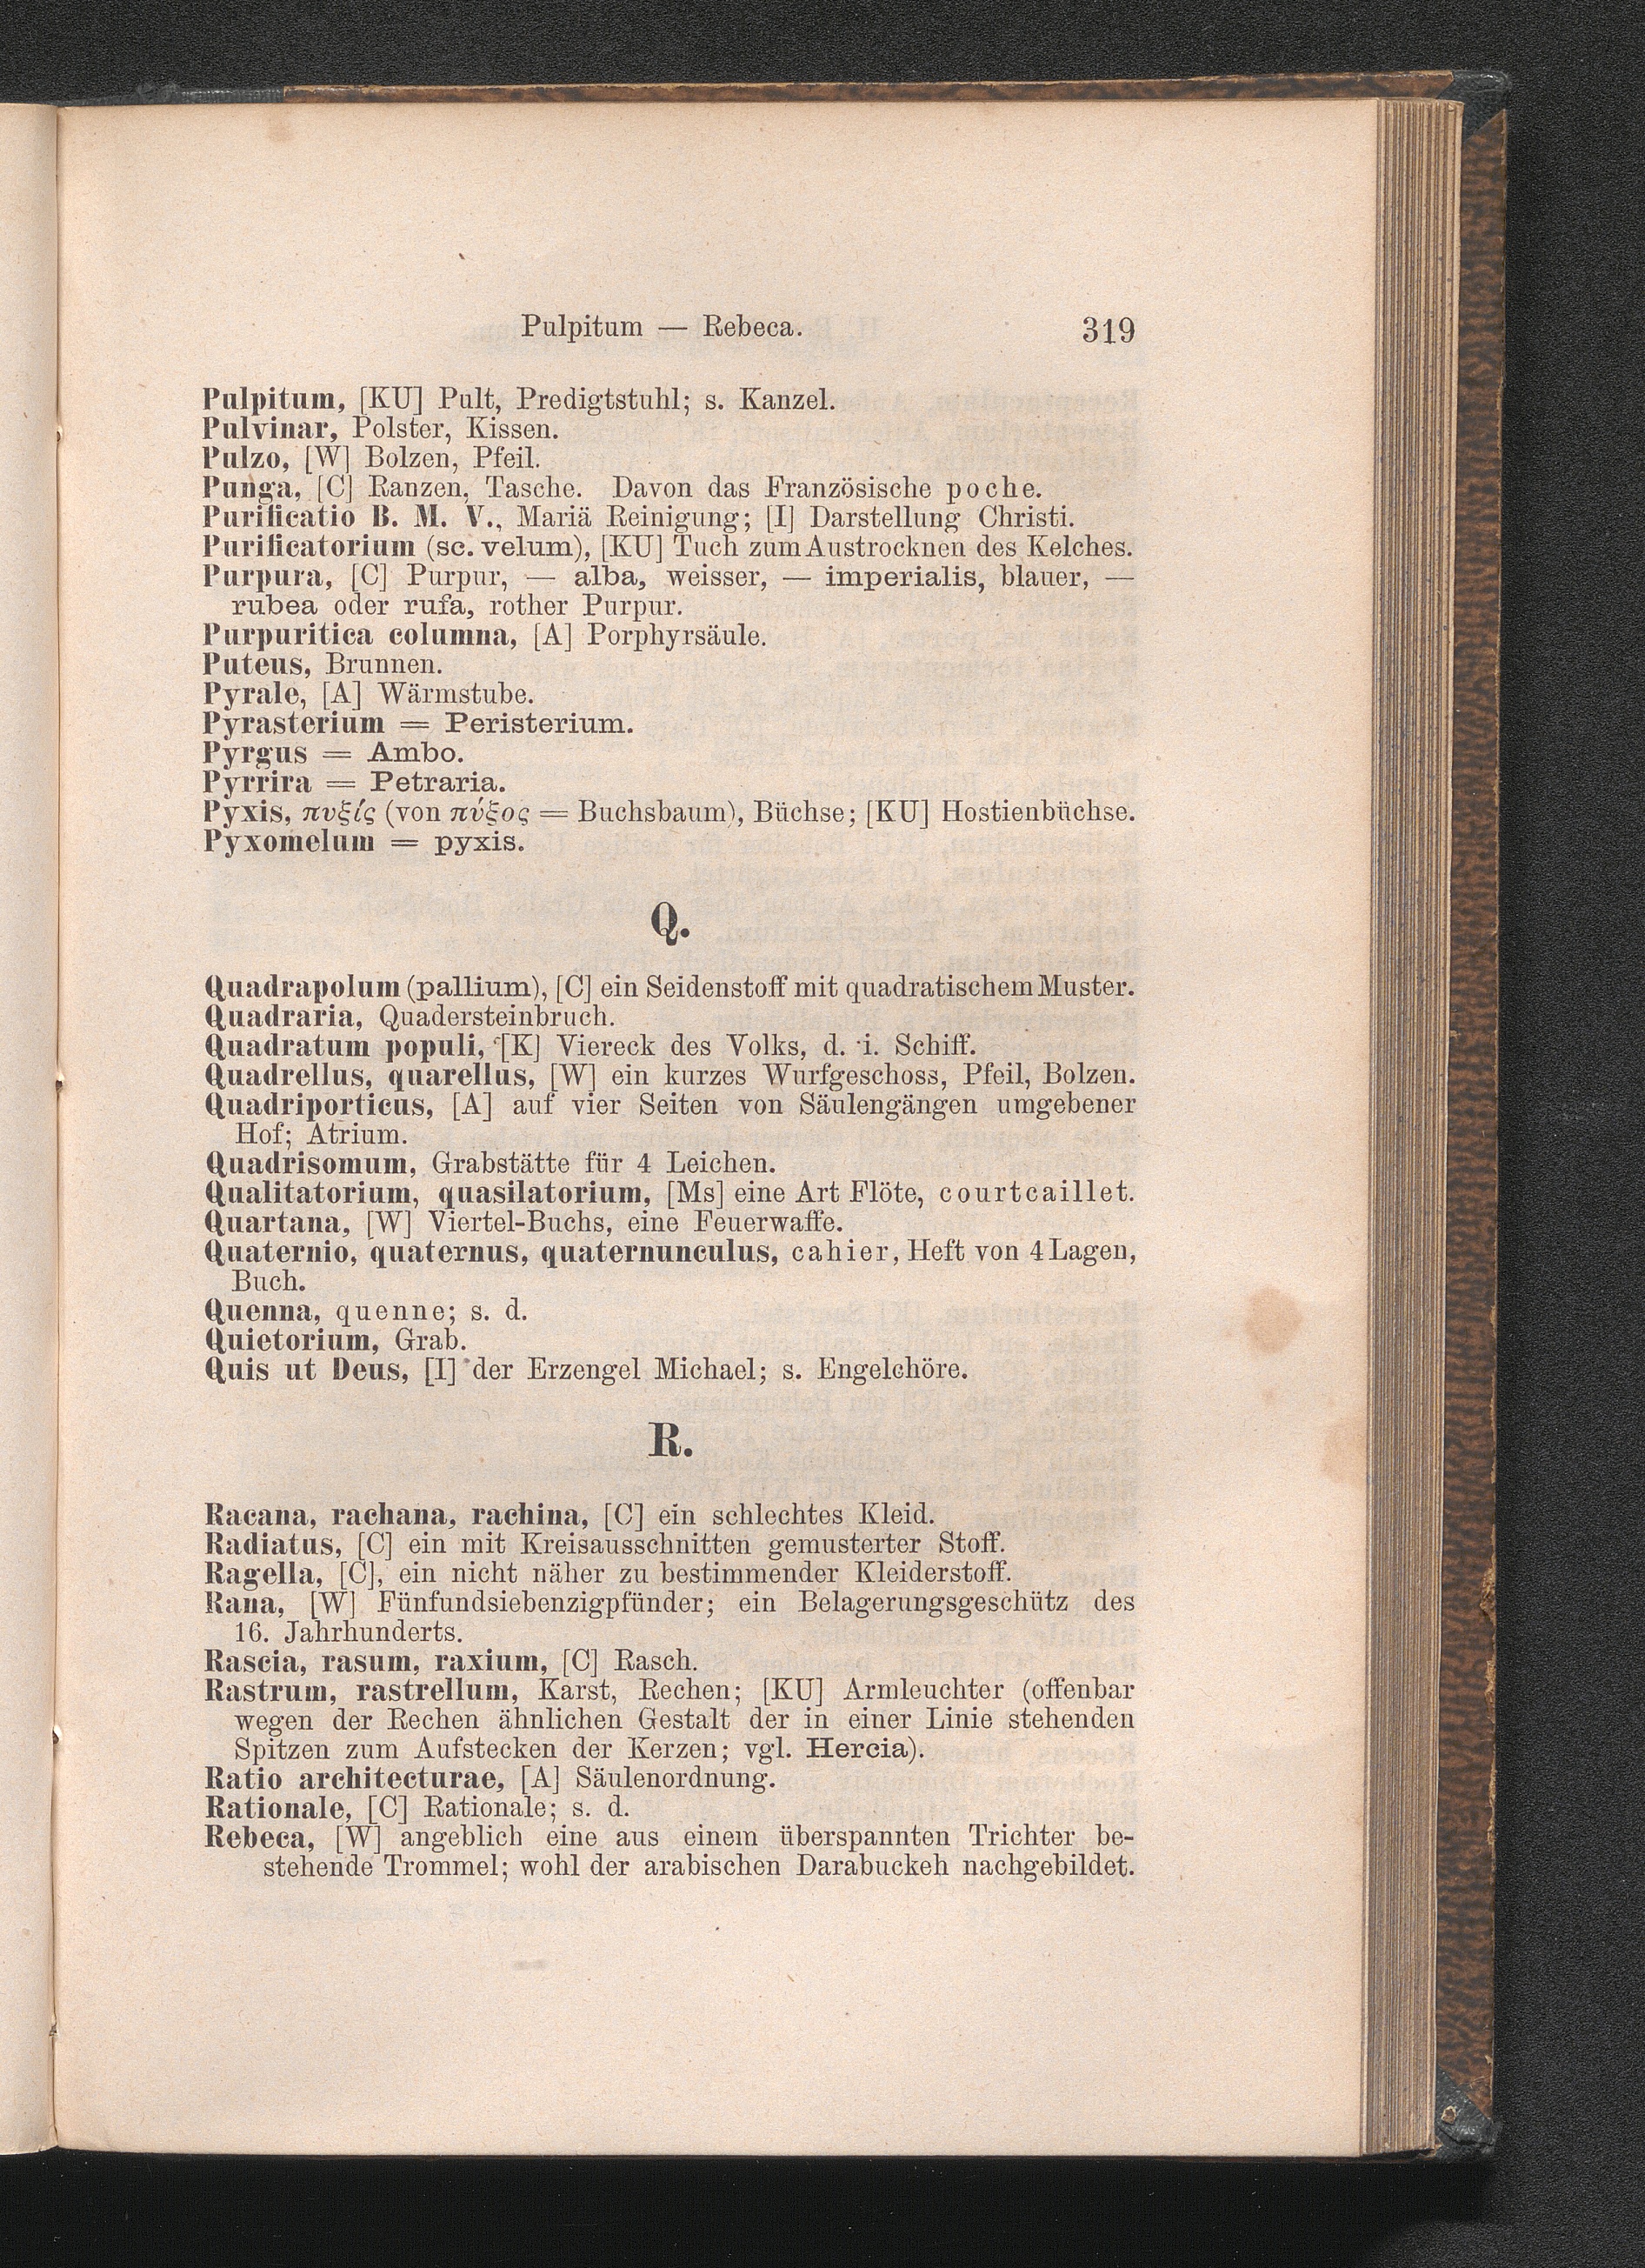 Pulpitum — Rebeca. 319
Pulpitum, [KU] Pult, Predigtstuhl; s. Kanzel.
Pulvinar, Polster, Kissen.
Pulzo, [W] Bolzen, Pfeil.
Punga, [C] Ranzen, Tasche. Davon das Französische poche.
Purificatio B. M. V., Mariä Reinigung; [I] Darstellung Christi.
Purificatorium (sc. velum), [KU] Tuch zum Austrocknen des Kelches.
Purpura, [C] Purpur, — alba, weisser, — imperialis, blauer, —
rubea oder rufa, rother Purpur.
Purpuritica columna, [A] Porphyrsäule.
Puteus, Brunnen.
Pyrale, [A] Wärmstube.
Pyrasterium = Peristerium.
Pyrgus = Ambo.
Pyrrira = Petraria.
Pyxis, πυξίς (von πύξος = Buchsbaum), Büchse; [KU] Hostienbüchse.
Pyxomelum = pyxis.
Q.
Quadrapolum (pallium), [C] ein Seidenstoff mit quadratischem Muster.
Quadraria, Quadersteinbruch.
Quadratum populi, [K] Viereck des Volks, d. i. Schiff.
Quadrellus, quarellus, [W] ein kurzes Wurfgeschoss, Pfeil, Bolzen.
Quadriporticus, [A] auf vier Seiten von Säulengängen umgebener
Hof; Atrium.
Quadrisomum, Grabstätte für 4 Leichen.
Qualitatorium, quasilatorium, [Ms] eine Art Flöte, courtcaillet.
Quartana, [W] Viertel-Buchs, eine Feuerwaffe.
Quaternio, quaternus, quaternunculus, cahier, Heft von 4 Lagen,
Buch.
Quenna, quenne; s. d.
Quietorium, Grab.
Quis ut Deus, [I] der Erzengel Michael; s. Engelchöre.
R.
Racana, rachana, rachina, [C] ein schlechtes Kleid.
Radiatus, [C] ein mit Kreisausschnitten gemusterter Stoff.
Ragella, [C], ein nicht näher zu bestimmender Kleiderstoff.
Rana, [W] Fünfundsiebenzigpfünder; ein Belagerungsgeschütz des
16. Jahrhunderts.
Rascia, rasum, raxium, [C] Rasch.
Rastrum, rastrellum, Karst, Rechen; [KU] Armleuchter (offenbar
wegen der Rechen ähnlichen Gestalt der in einer Linie stehenden
Spitzen zum Aufstecken der Kerzen; vgl. Hercia).
Ratio architecturae, [A] Säulenordnung.
Rationale, [C] Rationale; s. d.
Rebeca, [W] angeblich eine aus einem überspannten Trichter be-
stehende Trommel; wohl der arabischen Darabuckeh nachgebildet.